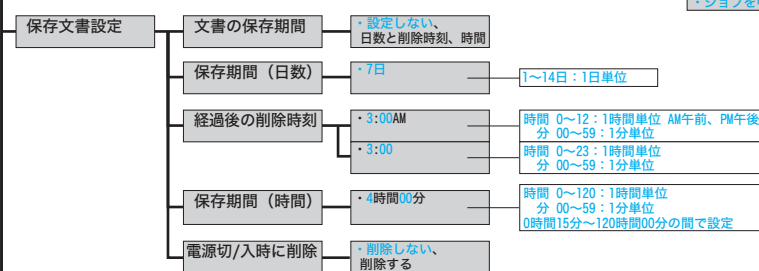 ・ジョブを
保存文書設定
文書の保存期間
・設定しない、
日数と削除時刻、時間
保存期間（日数）
・7日
1～14日：1日単位
経過後の削除時刻
・3:00AM
時間 0～12：1時間単位 AM午前、PM午後
分 00～59：1分単位
・3:00
時間 0～23：1時間単位
分 00～59：1分単位
保存期間（時間）
・4時間00分
時間 0～120：1時間単位
分 00～59：1分単位
0時間15分～120時間00分の間で設定
電源切/入時に削除
・削除しない、
削除する